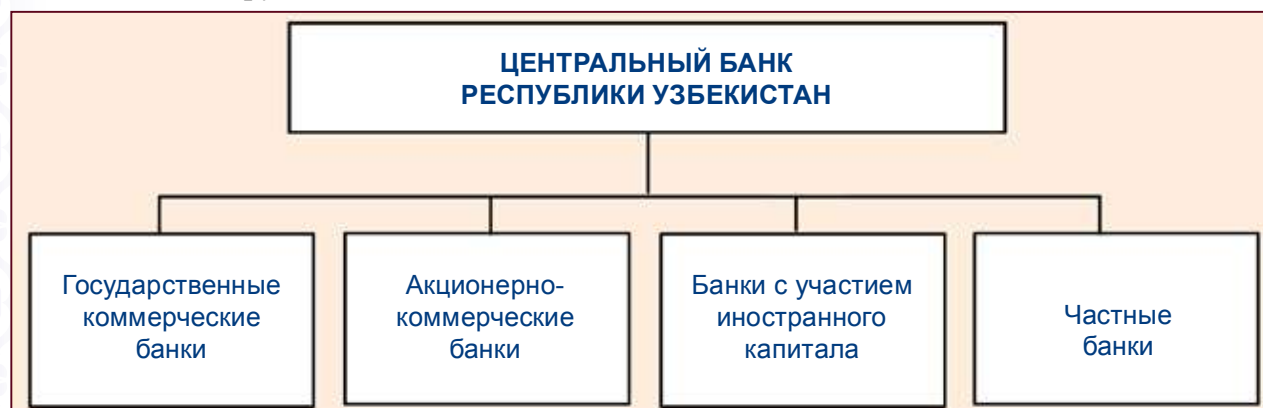 ЦЕНТРАЛЬНЫЙ БАНК
РЕСПУБЛИКИ УЗБЕКИСТАН
Государственные
коммерческие
банки
Акционерно-
коммерческие
банки
Банки с участием
иностранного
капитала
Частные
банки